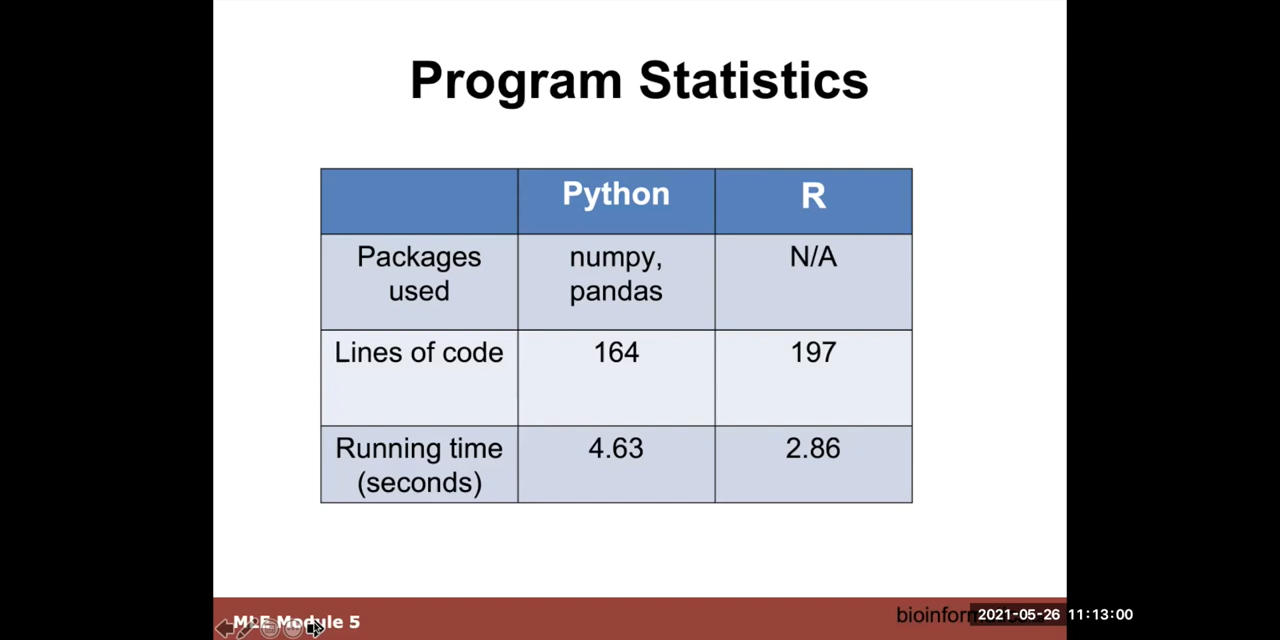 Program Statistics
Python R
Packages used numpy, pandas N/A
Lines of code 164 197
Running time (seconds) 4.63 2.86
MLE Module 5
2021-05-26 11:13:00